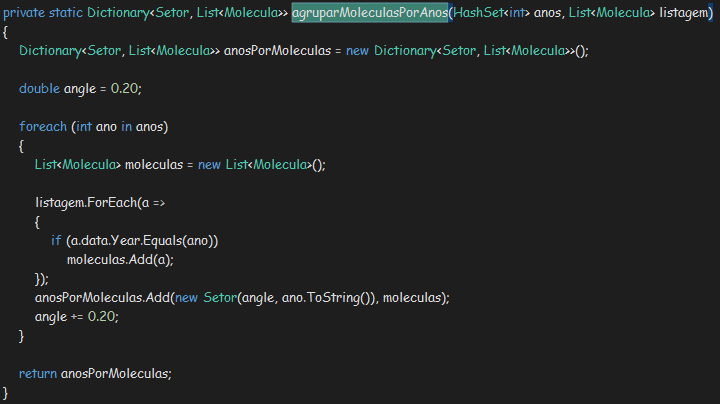 private static Dictionary<Setor, List<Molecula>> agruparMoleculasPorAnos(HashSet<int> anos, List<Molecula> listagem)
{
Dictionary<Setor, List<Molecula>> anosPorMoleculas = new Dictionary<Setor, List<Molecula>>();
double angle = 0.20;
foreach (int ano in anos)
{
List<Molecula> moleculas = new List<Molecula>();
listagem.ForEach(a =>
{
if (a.data.Year.Equals(ano))
moleculas.Add(a);
});
anosPorMoleculas.Add(new Setor(angle, ano.ToString()), moleculas);
angle += 0.20;
}
return anosPorMoleculas;
}